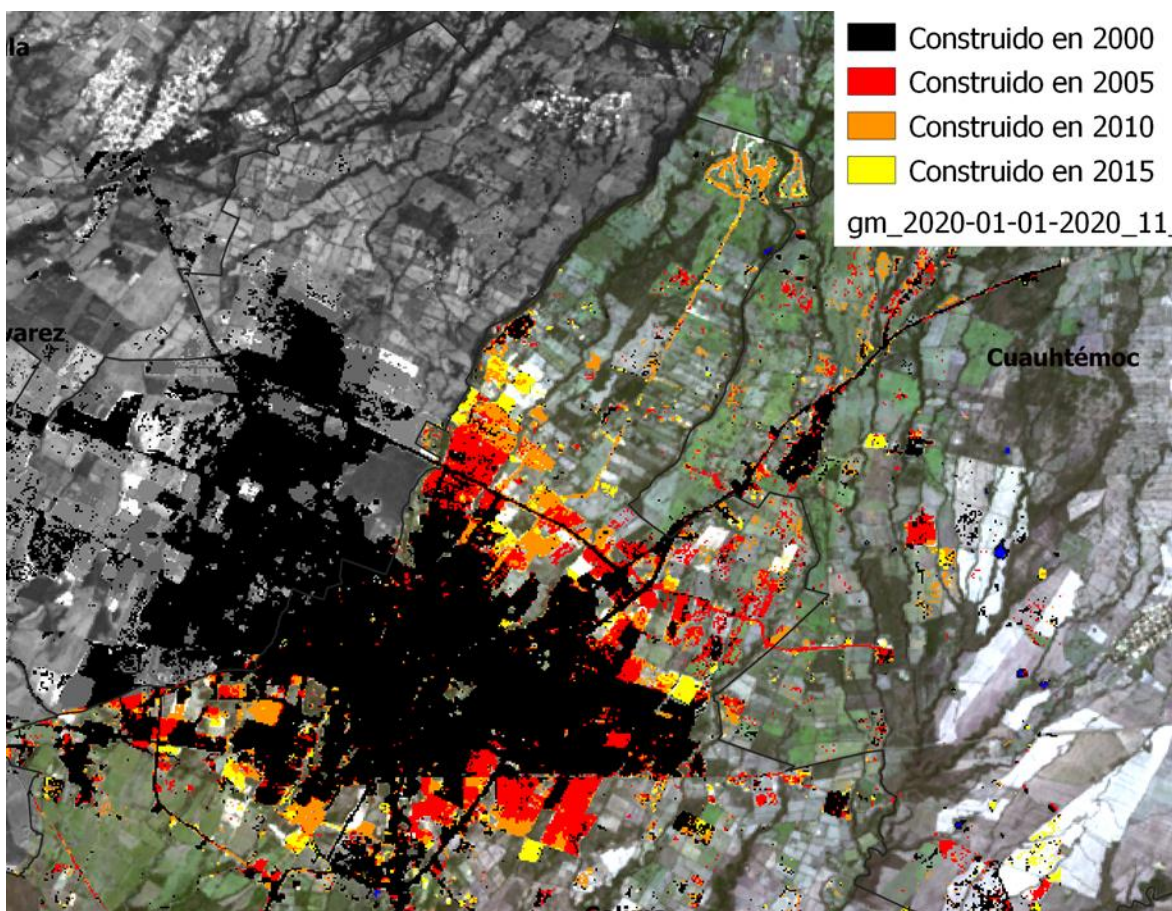 Construido en 2000
Construido en 2005
Construido en 2010
Construido en 2015
gm_2020-01-01-2020_11_
la
varez
Cuauhtémoc